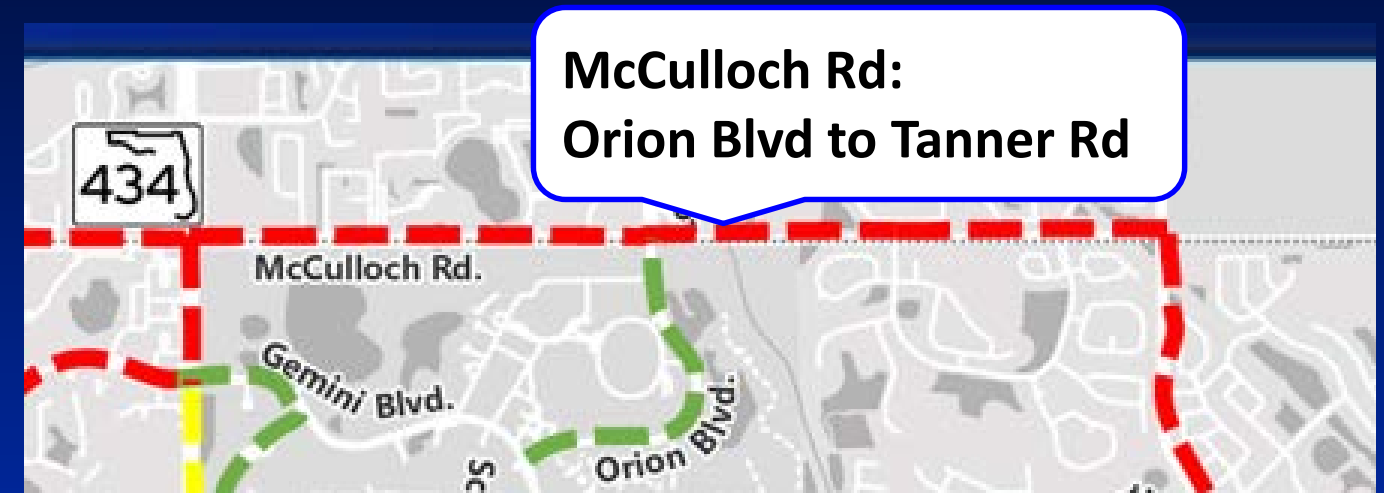 McCulloch Rd:
Orion Blvd to Tanner Rd
434
McCulloch Rd.
Gemini Blvd.
Orion Blvd.